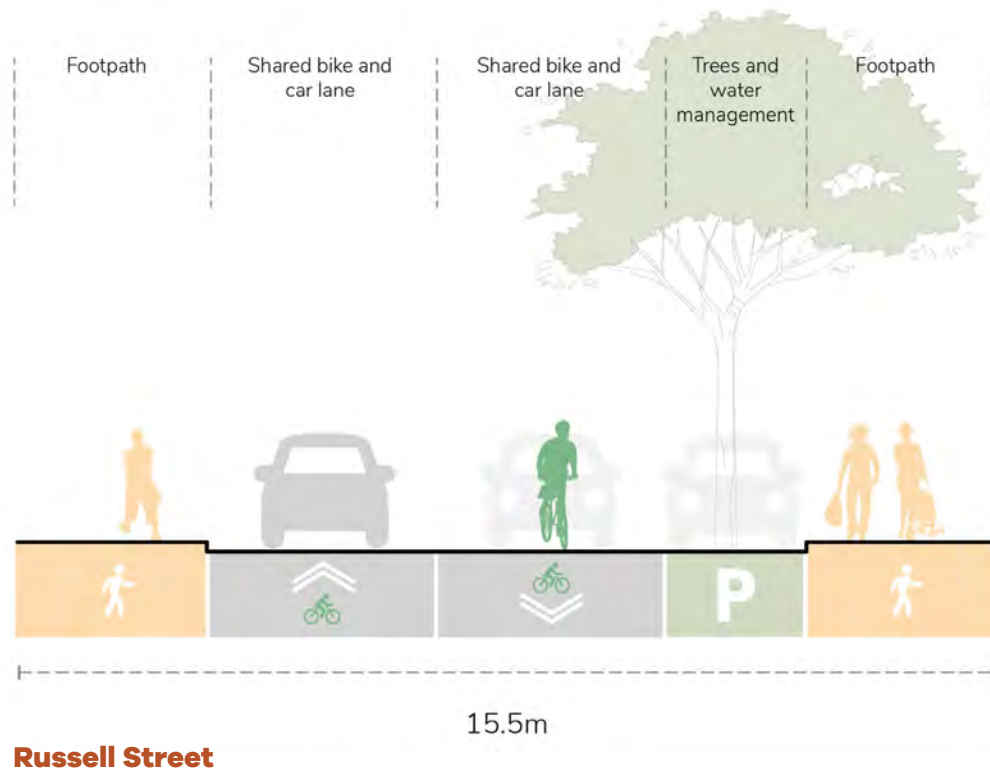 Footpath
Shared bike and
car lane
Shared bike and
car lane
Trees and
water
management
Footpath
P
15.5m
Russell Street